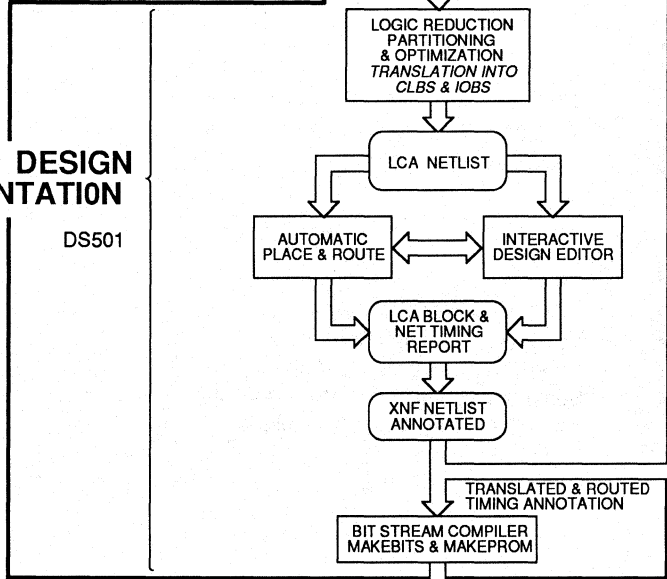 LOGIC REDUCTION
PARTITIONING
& OPTIMIZATION
TRANSLATION INTO
CLBS & IOBS
LCA NETLIST
DESIGN
NTATI0N
DS501
AUTOMATIC
PLACE & ROUTE
INTERACTIVE
DESIGN EDITOR
LCA BLOCK &
NET TIMING
REPORT
XNF NETLIST
ANNOTATED
TRANSLATED & ROUTED
TIMING ANNOTATION
BIT STREAM COMPILER
MAKEBITS & MAKEPROM